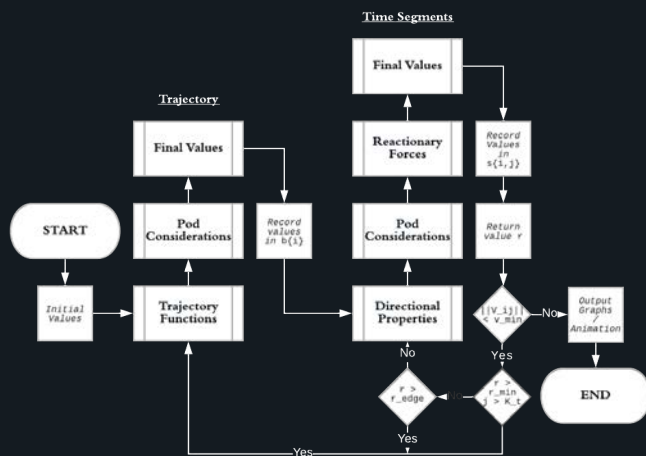 Time Segments
Final Values
Trajectory
Final Values
Reactionary
Forces
Record
Values
in
s{i,j}
START
Pod
Considerations
Record
values
in b{i}
Pod
Considerations
Return
value r
Initial
Values
Trajectory
Functions
Directional
Properties
||V_ij||
< v_min
No
Output
Graphs
/
Animation
No
Yes
r >
r_edge
No
r >
r_min
j > K_t
END
Yes
Yes